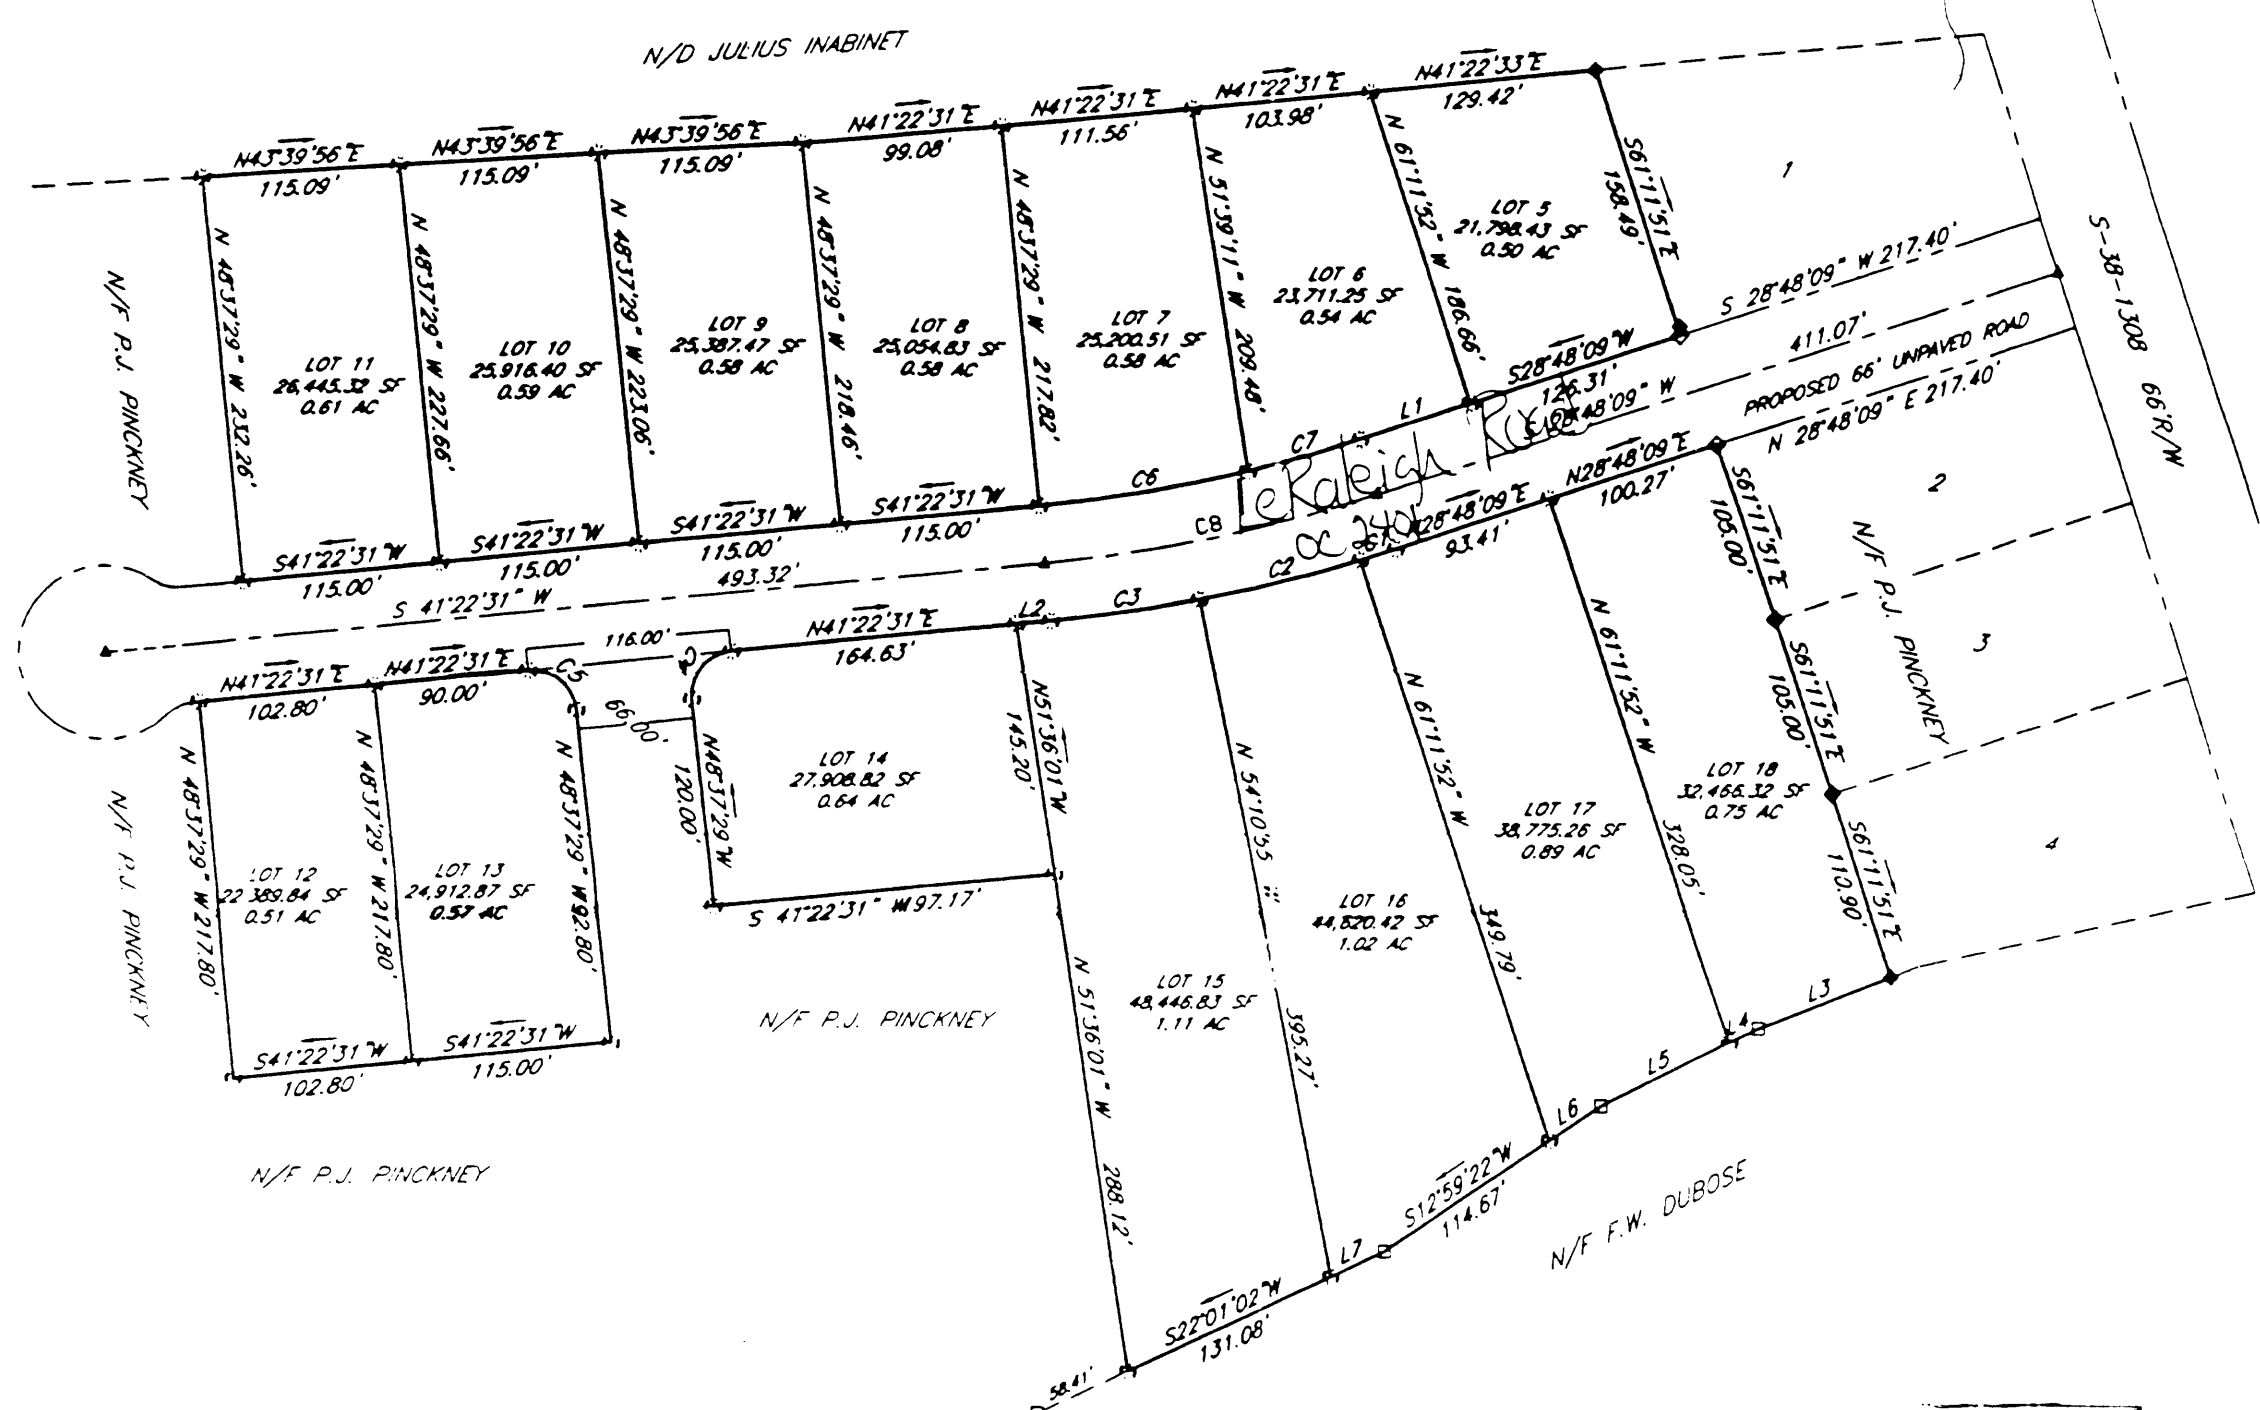 N/D JULIUS INABINET
N43°39'56"E
115.09'
N43°39'56"E
115.09'
N43°39'56"E
115.09'
N41°22'31"E
99.08'
N41°22'31"E
111.56'
N41°22'31"E
103.98'
N41°22'33"E
129.42'
N/F P.J. PINCKNEY
N 48°37'29" W 232.26'
LOT 11
26,445.32 SF
0.61 AC
N 48°37'29" W 227.66'
LOT 10
25,916.40 SF
0.59 AC
N 48°37'29" W 223.06'
LOT 9
25,387.47 SF
0.58 AC
N 48°37'29" W 218.46'
LOT 8
25,054.83 SF
0.58 AC
N 48°37'29" W 217.82'
LOT 7
25,200.51 SF
0.58 AC
N 51°39'11" W 209.48'
LOT 6
23,711.25 SF
0.54 AC
N 61°11'52" W 186.66'
LOT 5
21,798.43 SF
0.50 AC
S61°11'51"E
158.49'
1
S 28°48'09" W 217.40'
S-38-1308 66'R/W
411.07'
PROPOSED 66' UNPAVED ROAD
N 28°48'09" E 217.40'
S28°48'09"W
126.31'
S 28°48'09" W
L1
C7
C6
C8
Raleigh Road
N28°48'09"E
100.27'
N28°48'09"E
93.41'
C2
C3
L2
S41°22'31"W
115.00'
S41°22'31"W
115.00'
S41°22'31"W
115.00'
S41°22'31"W
115.00'
S 41°22'31" W
493.32'
N41°22'31"E
102.80'
N41°22'31"E
90.00'
C5
116.00'
C4
66.00'
N41°22'31"E
164.63'
N/F P.J. PINCKNEY
N 48°37'29" W 217.80'
LOT 12
22,389.84 SF
0.51 AC
N 48°37'29" W 217.80'
LOT 13
24,912.87 SF
0.57 AC
N 48°37'29" W 92.80'
N48°37'29"W
120.00'
LOT 14
27,908.82 SF
0.64 AC
N51°36'01"W
145.20'
S 41°22'31" W 97.17'
S41°22'31"W
102.80'
S41°22'31"W
115.00'
N/F P.J. PINCKNEY
N/F P.J. PINCKNEY
N 51°36'01" W 288.12'
LOT 15
48,446.83 SF
1.11 AC
N 54°10'55
395.27'
LOT 16
44,620.42 SF
1.02 AC
N 61°11'52" W 349.79'
LOT 17
38,775.26 SF
0.89 AC
N 61°11'52" W 328.05'
LOT 18
32,466.32 SF
0.75 AC
S61°11'51"E
105.00'
2
N/F P.J. PINCKNEY
S61°11'51"E
105.00'
3
S61°11'51"E
110.90'
4
L3
L4
L5
L6
S12°59'22"W
114.67'
L7
S22°01'02"W
131.08'
58.41'
N/F F.W. DUBOSE